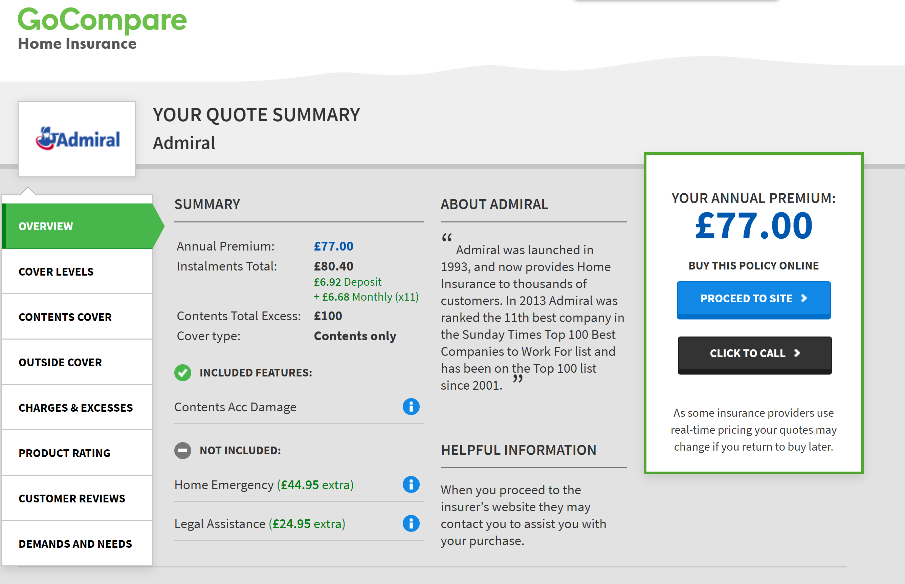 GoCompare
Home Insurance
Admiral
YOUR QUOTE SUMMARY
Admiral
OVERVIEW
COVER LEVELS
CONTENTS COVER
OUTSIDE COVER
CHARGES & EXCESSES
PRODUCT RATING
CUSTOMER REVIEWS
DEMANDS AND NEEDS
SUMMARY
Annual Premium: £77.00
Instalments Total: £80.40
£6.92 Deposit
+ £6.68 Monthly (x11)
Contents Total Excess: £100
Cover type: Contents only
INCLUDED FEATURES:
Contents Acc Damage
NOT INCLUDED:
Home Emergency (£44.95 extra)
Legal Assistance (£24.95 extra)
ABOUT ADMIRAL
“ Admiral was launched in
1993, and now provides Home
Insurance to thousands of
customers. In 2013 Admiral was
ranked the 11th best company in
the Sunday Times Top 100 Best
Companies to Work For list and
has been on the Top 100 list
since 2001. ”
HELPFUL INFORMATION
When you proceed to the
insurer's website they may
contact you to assist you with
your purchase.
YOUR ANNUAL PREMIUM:
£77.00
BUY THIS POLICY ONLINE
PROCEED TO SITE
CLICK TO CALL
As some insurance providers use
real-time pricing your quotes may
change if you return to buy later.